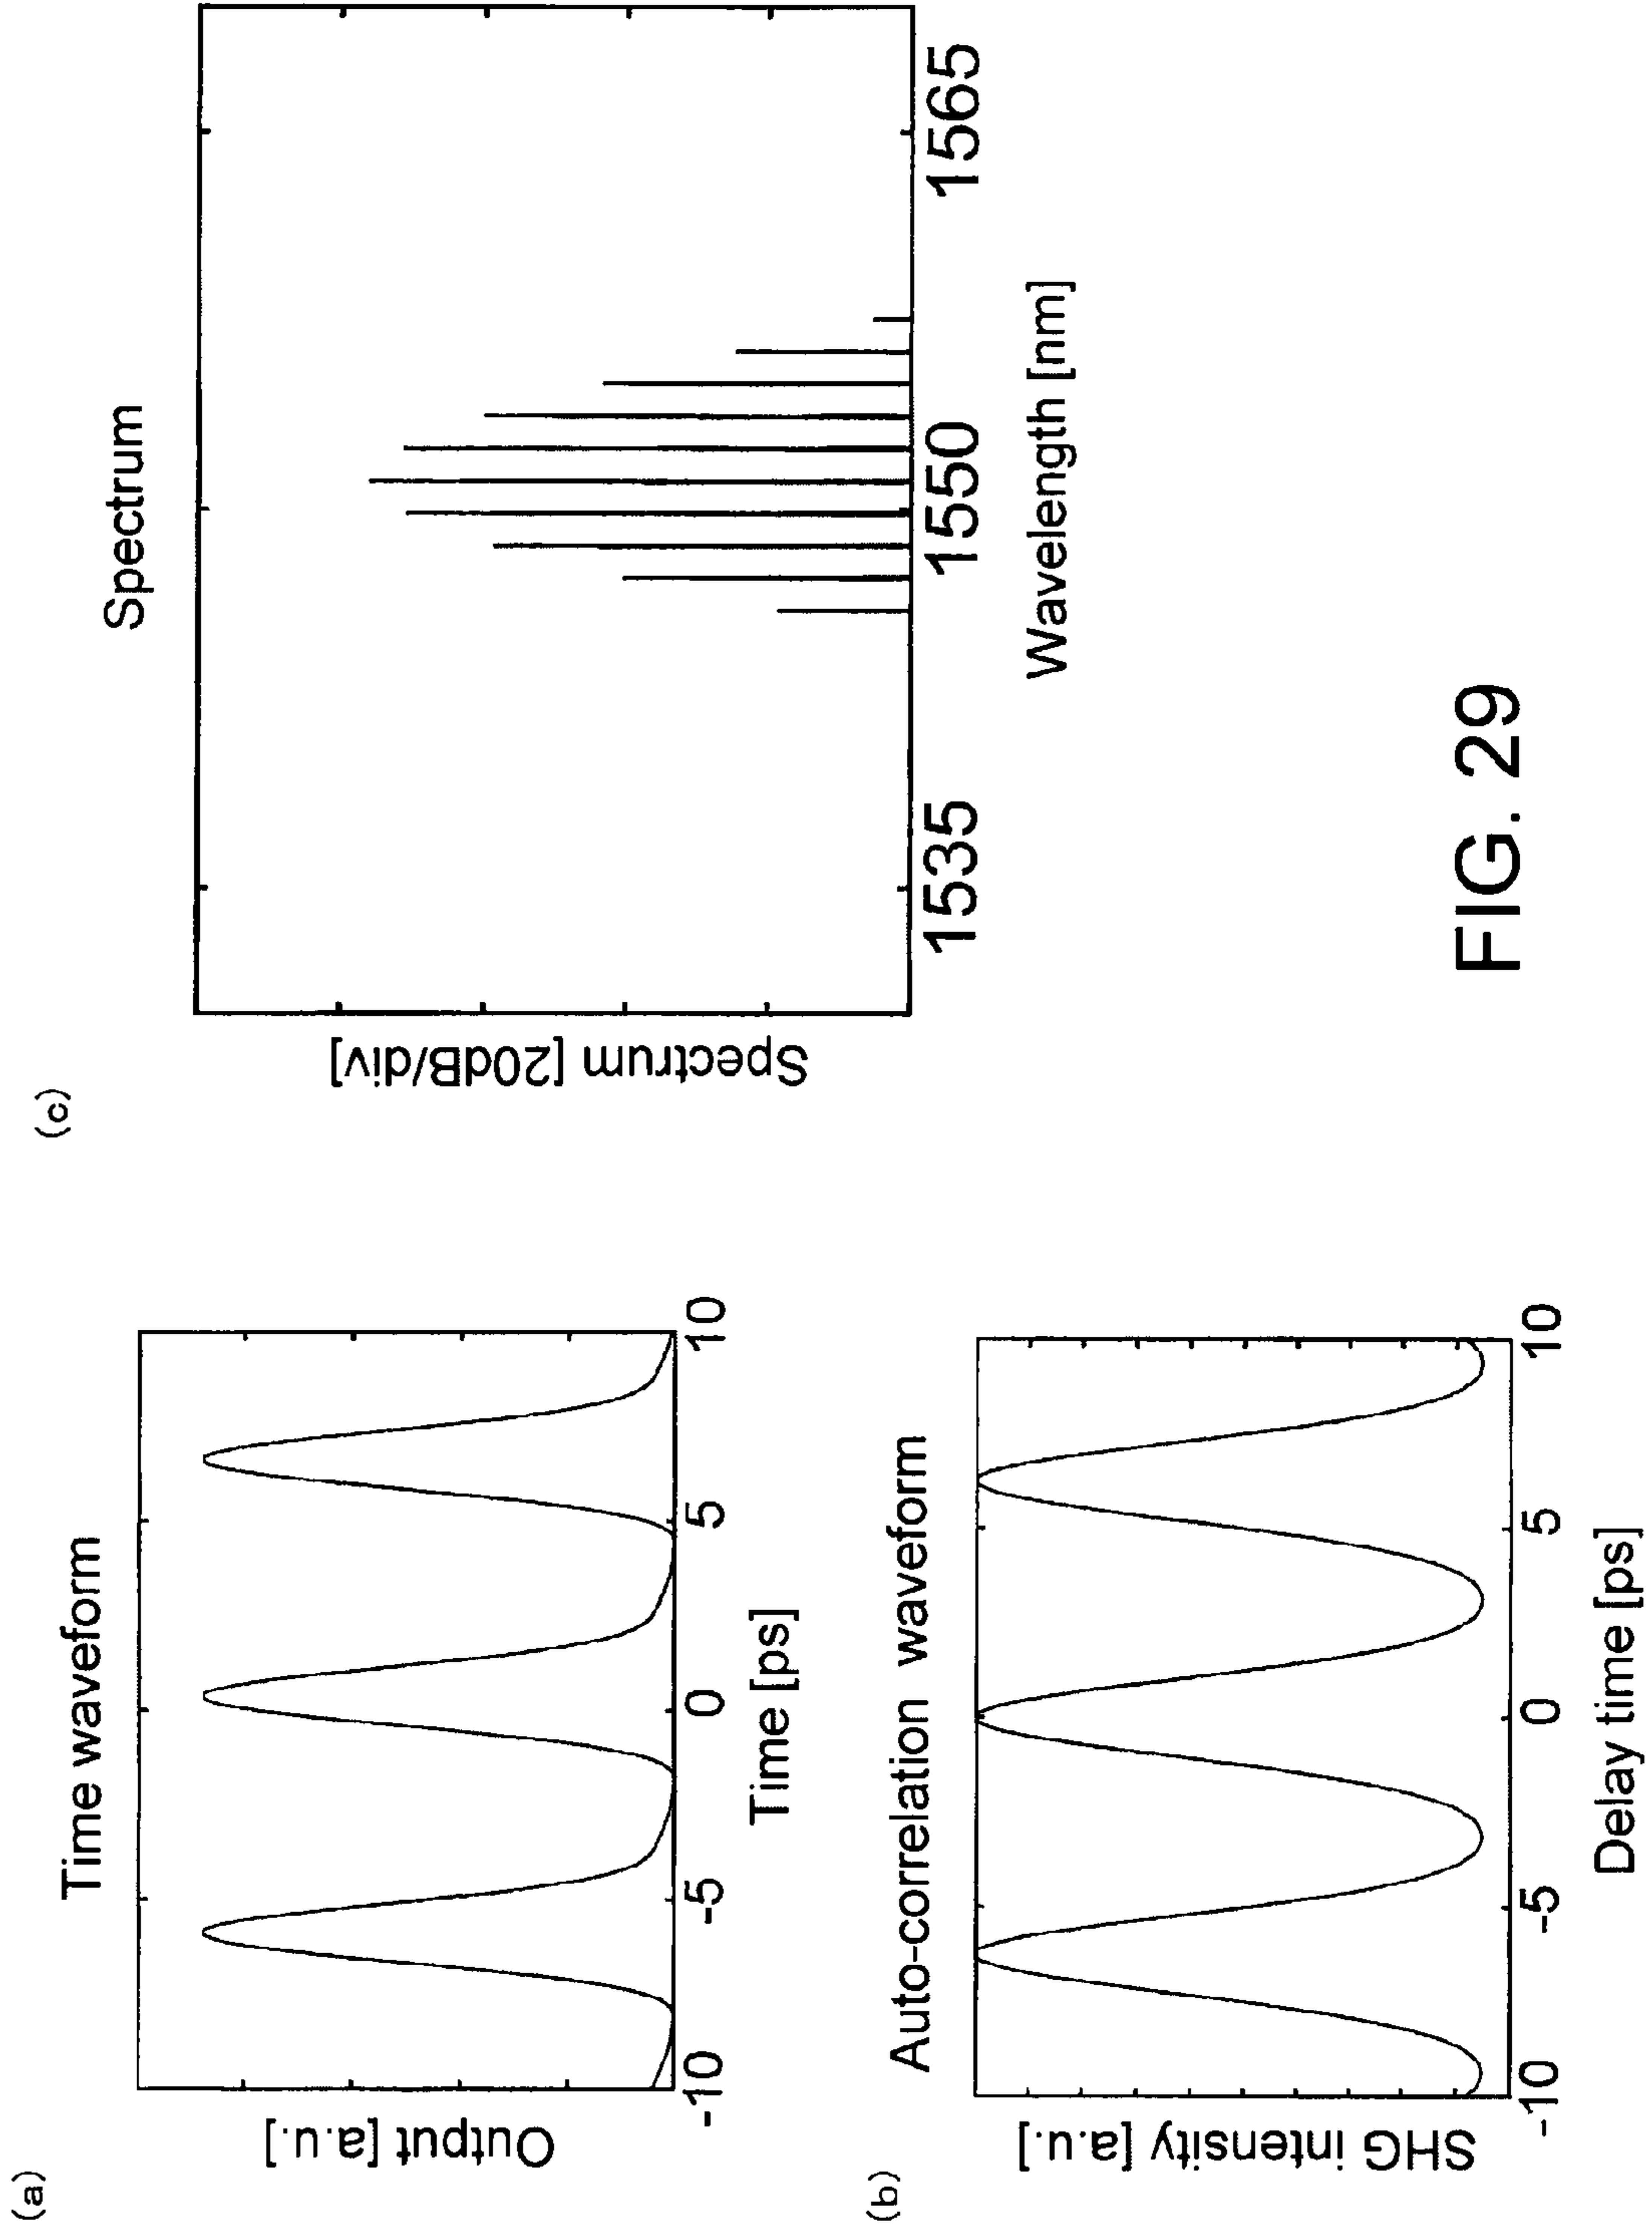 (a)
Time waveform
Output [a.u.]
-10
-5
0
5
10
Time [ps]
(b)
Auto-correlation waveform
SHG intensity [a.u.]
-10
-5
0
5
10
Delay time [ps]
(c)
Spectrum
Spectrum [20dB/div]
1535
1550
1565
Wavelength [nm]
FIG. 29